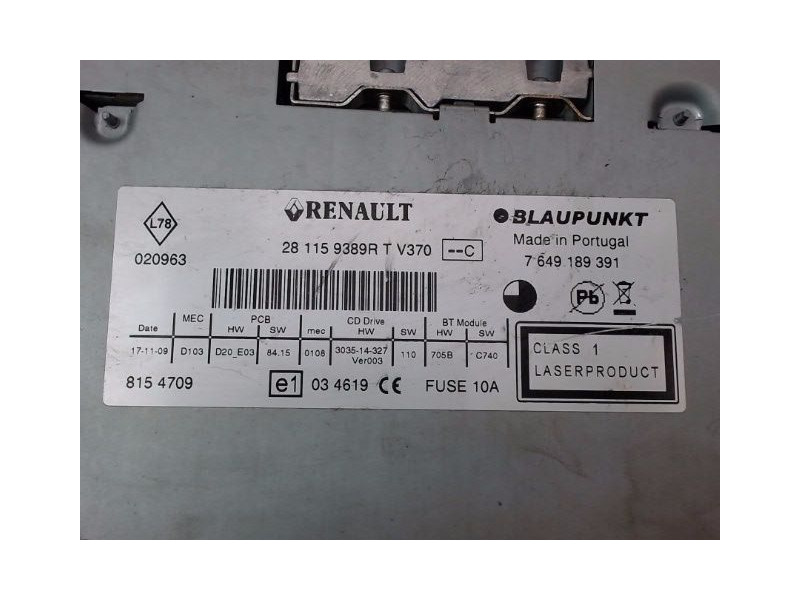 L78
020963
RENAULT
28 115 9389R T V370 --C
BLAUPUNKT
Made in Portugal
7 649 189 391
Pb
MEC PCB CD Drive BT Module
Date HW SW mec HW SW HW SW
17-11-09 D103 D20_E03 84.15 0108 3035-14-327 110 705B C740
Ver003
815 4709 e1 03 4619 CE FUSE 10A
CLASS 1
LASERPRODUCT